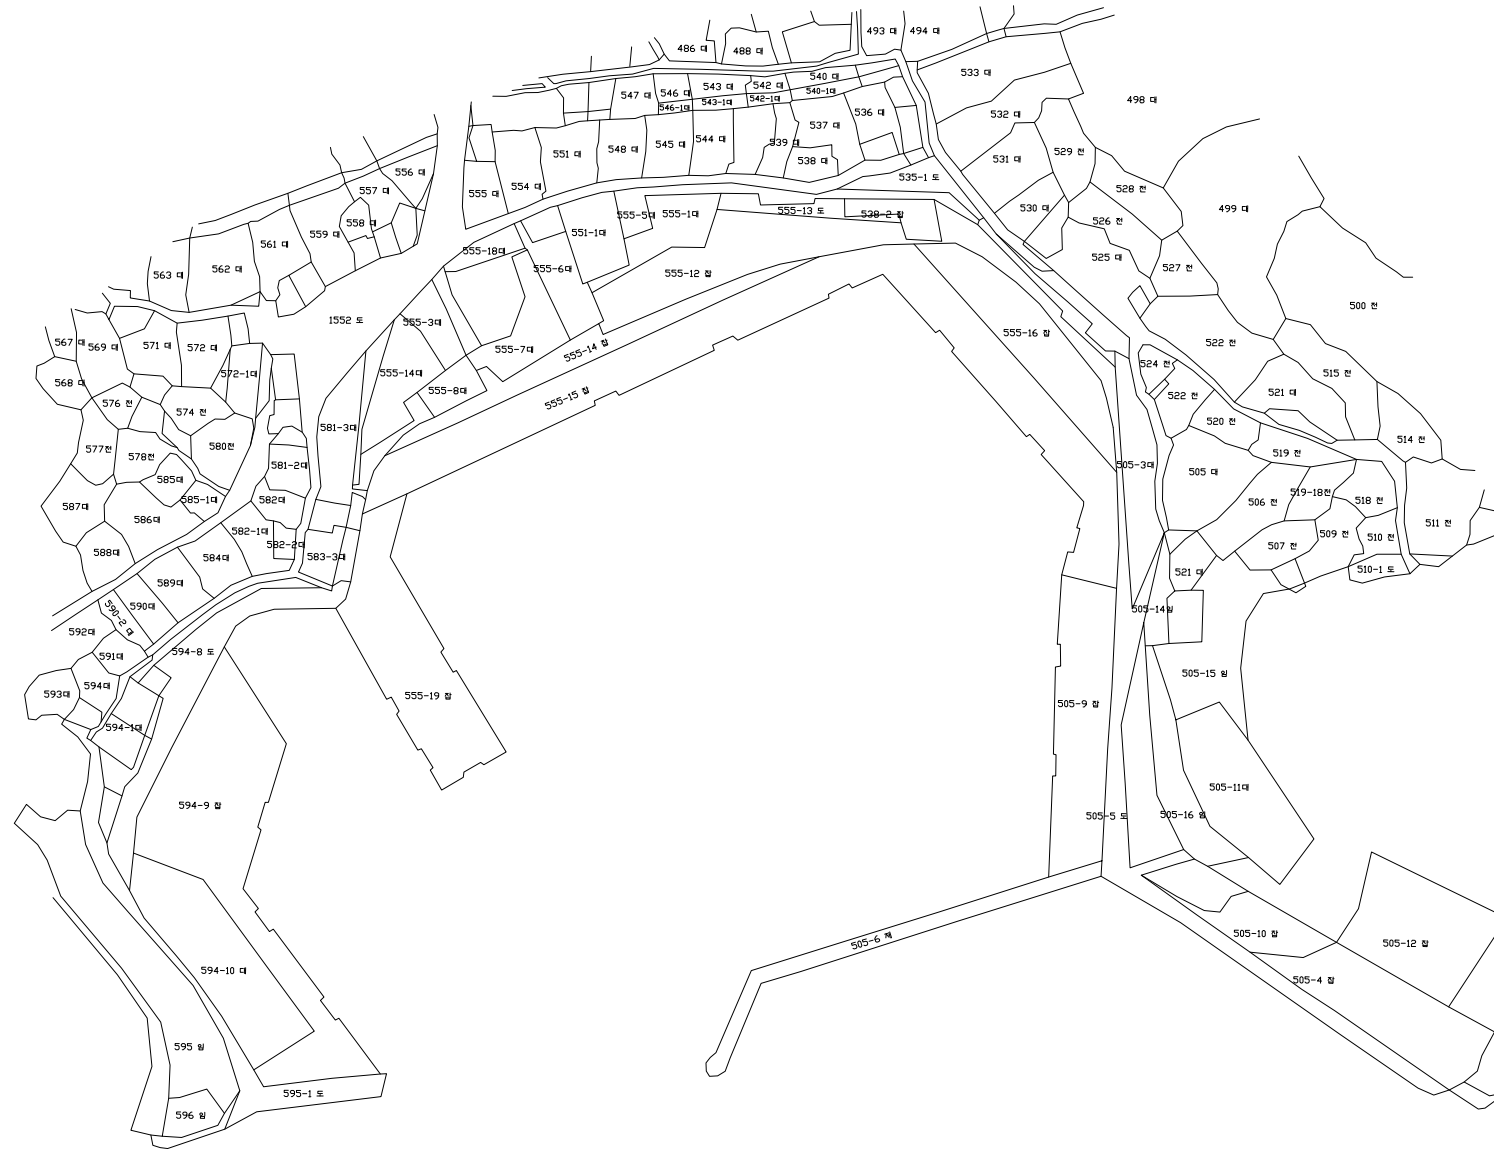 493 대
494 대
486 대
488 대
533 대
540 대
542 대
543 대
546 대
547 대
540-1대
542-1대
543-1대
546-1대
498 대
532 대
536 대
537 대
539 대
544 대
545 대
548 대
551 대
538 대
529 전
531 대
535-1 도
556 대
557 대
554 대
555 대
528 전
499 대
558 대
559 대
555-5대
555-1대
555-13 도
538-2 잡
530 대
526 전
551-1대
561 대
555-18대
525 대
562 대
563 대
555-6대
555-12 잡
527 전
500 전
1552 도
555-3대
555-16 잡
567 대
569 대
571 대
572 대
555-7대
555-14 잡
522 전
524 전
572-1대
555-14대
515 전
568 대
555-8대
555-15 잡
522 전
521 대
576 전
574 전
520 전
581-3대
577전
580전
514 전
578전
519 전
581-2대
505-3대
505 대
585대
519-18전
585-1대
582대
506 전
518 전
587대
586대
511 전
582-1대
509 전
510 전
582-2대
507 전
588대
584대
583-3대
521 대
510-1 도
589대
590대
590-2 대
505-14임
592대
591대
594-8 도
505-15 임
593대
594대
555-19 잡
505-9 잡
594-1대
505-11대
594-9 잡
505-5 도
505-16 임
505-10 잡
505-12 잡
505-6 제
594-10 대
505-4 잡
595 임
595-1 도
596 임